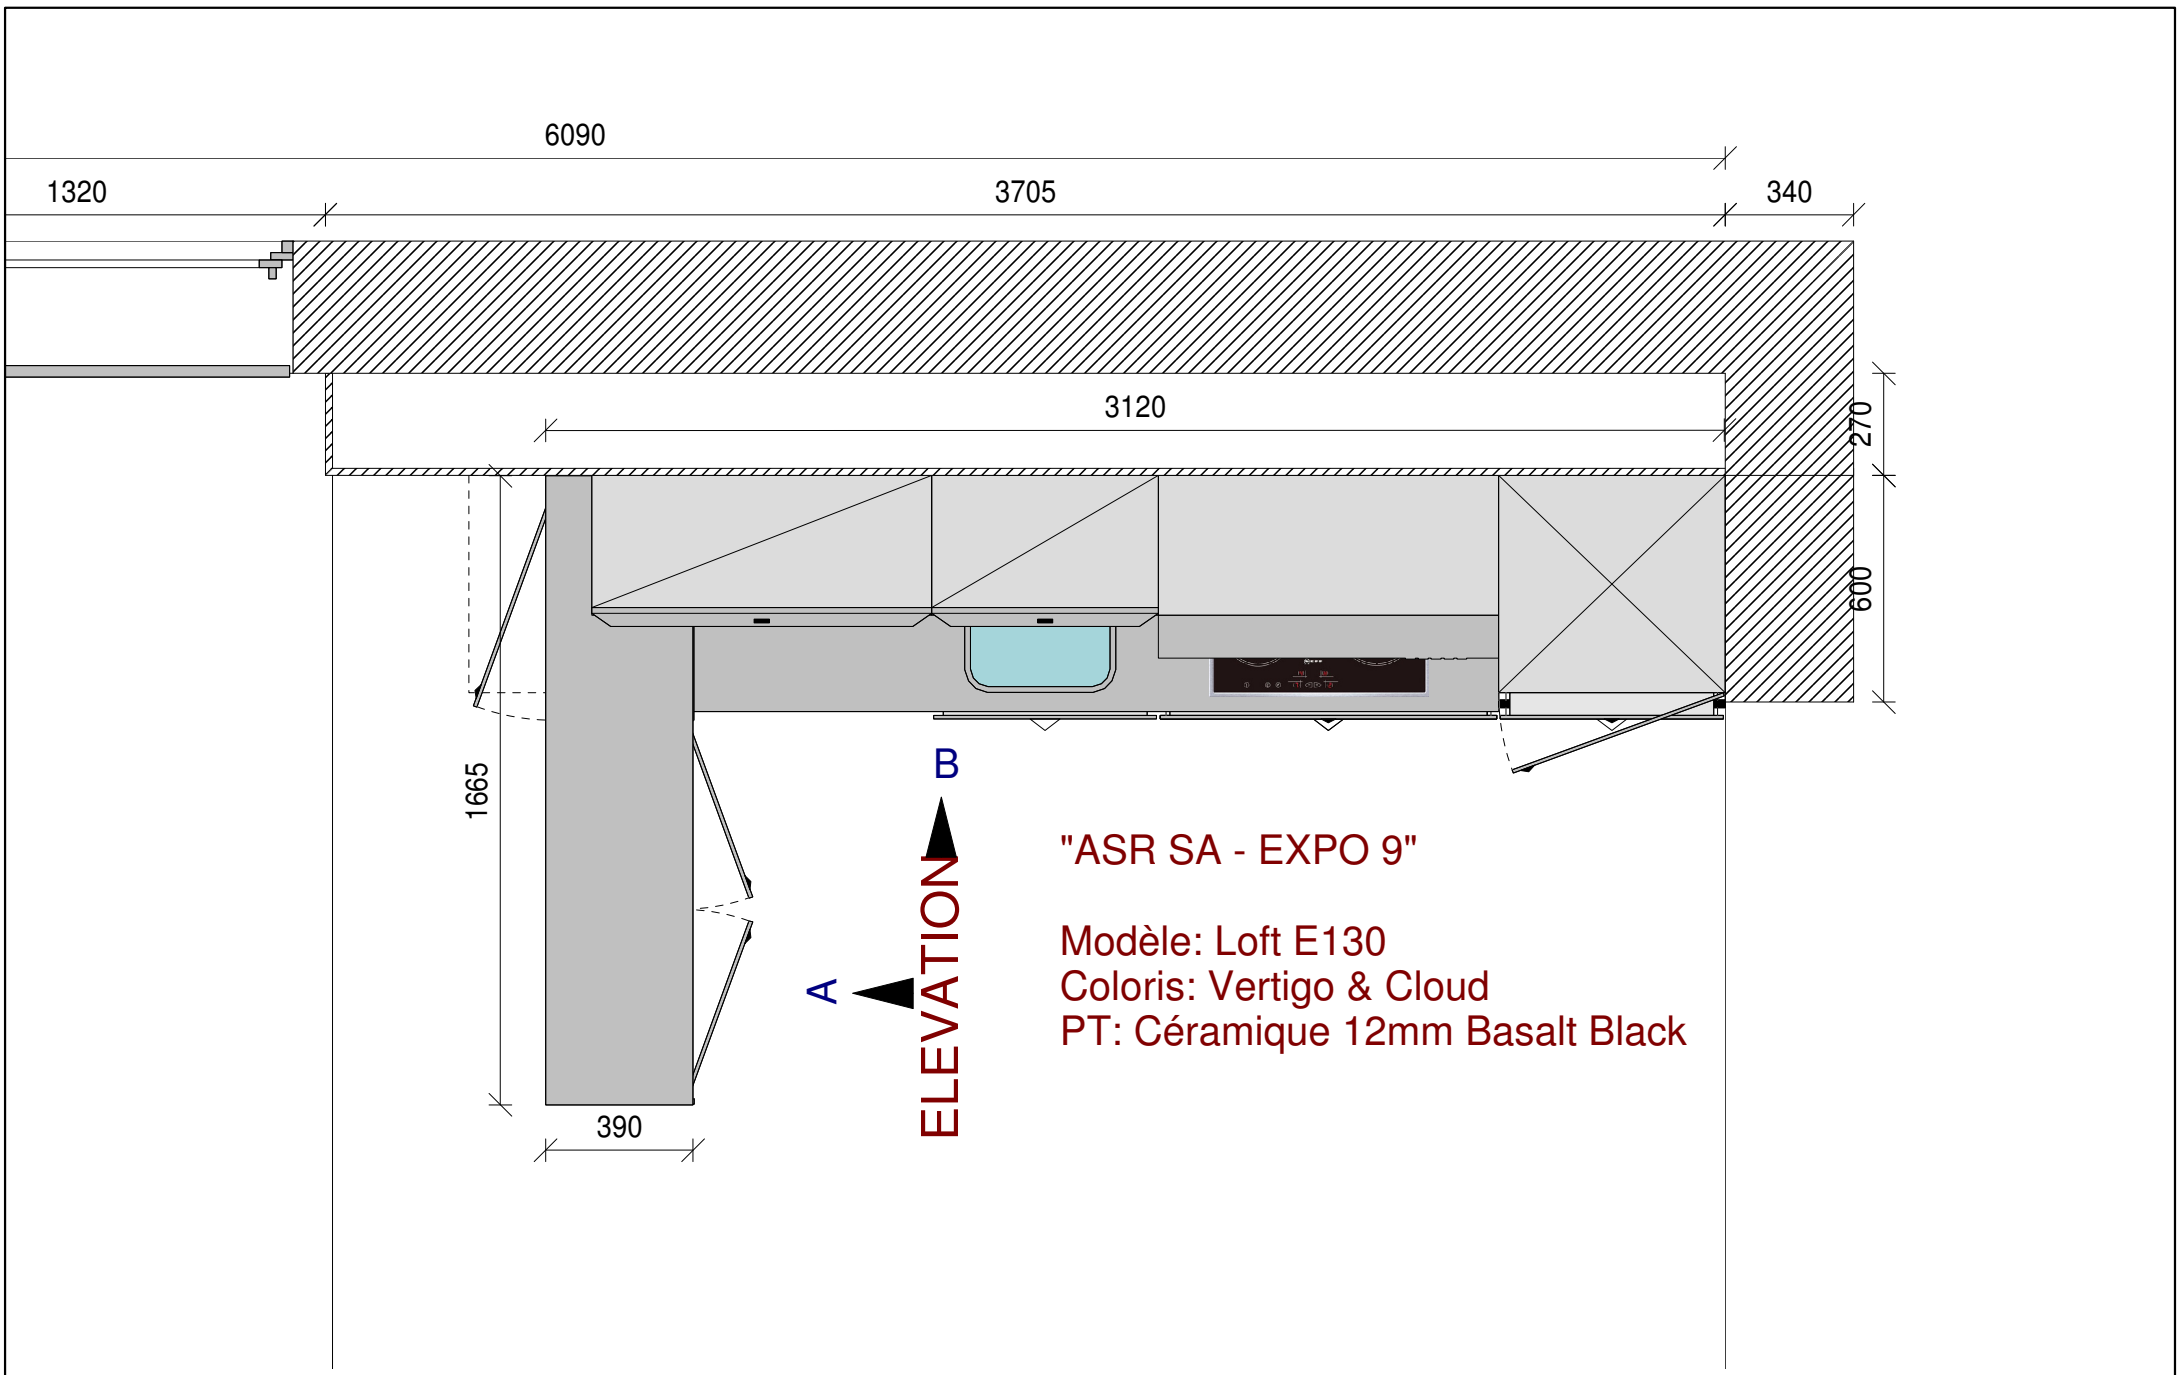 6090
1320
3705
340
3120
270
600
1665
390
B
A
ELEVATION
"ASR SA - EXPO 9"
Modèle: Loft E130
Coloris: Vertigo & Cloud
PT: Céramique 12mm Basalt Black